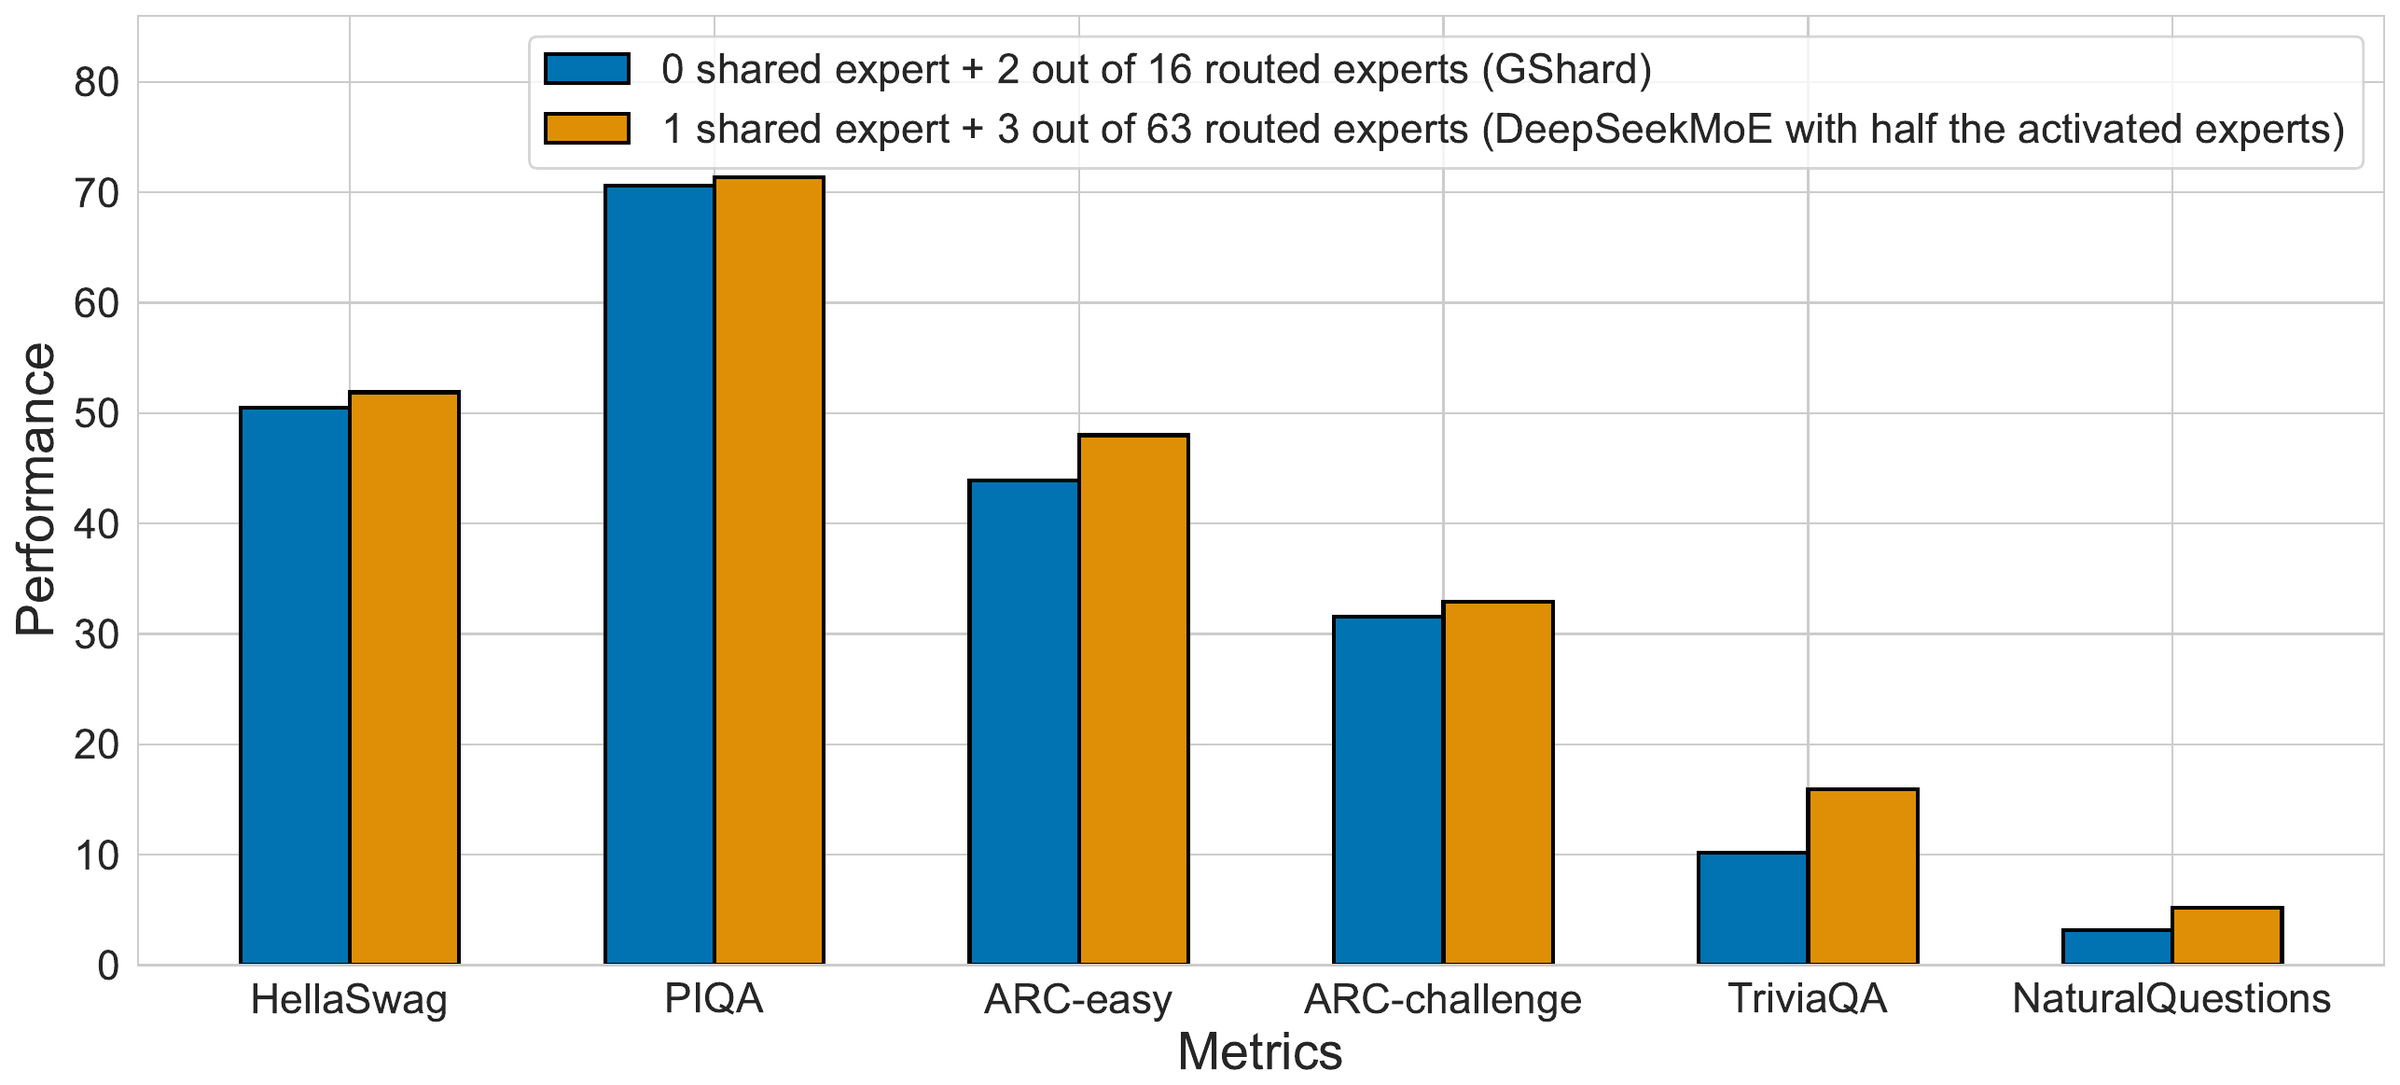 0 shared expert + 2 out of 16 routed experts (GShard)
1 shared expert + 3 out of 63 routed experts (DeepSeekMoE with half the activated experts)
Performance
80
70
60
50
40
30
20
10
0
HellaSwag
PIQA
ARC-easy
ARC-challenge
TriviaQA
NaturalQuestions
Metrics